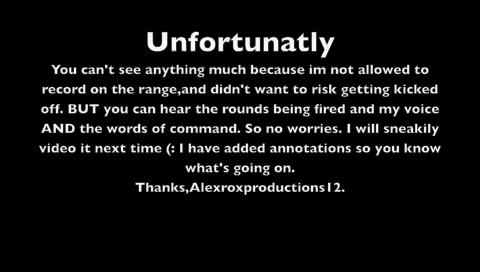 Unfortunatly
You can't see anything much because im not allowed to
record on the range,and didn't want to risk getting kicked
off. BUT you can hear the rounds being fired and my voice
AND the words of command. So no worries. I will sneakily
video it next time (: I have added annotations so you know
what's going on.
Thanks,Alexroxproductions12.